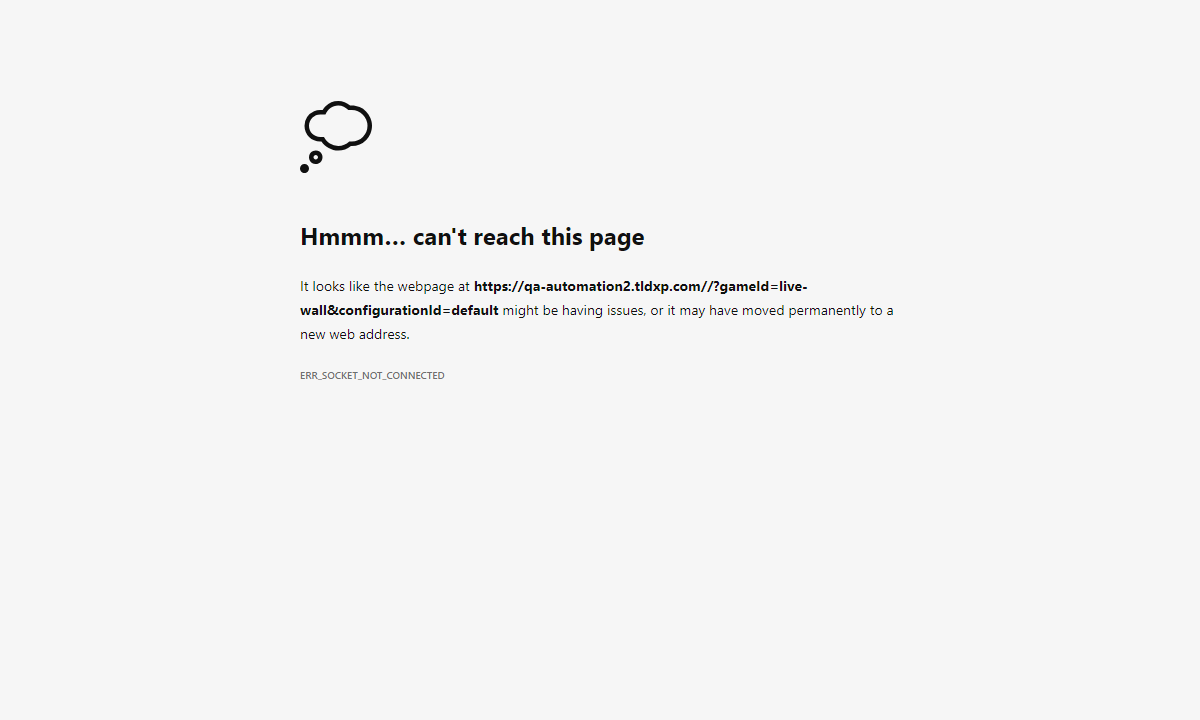 Hmmm... can't reach this page
It looks like the webpage at https://qa-automation2.tldxp.com//?gameId=live-
wall&configurationId=default might be having issues, or it may have moved permanently to a
new web address.
ERR_SOCKET_NOT_CONNECTED